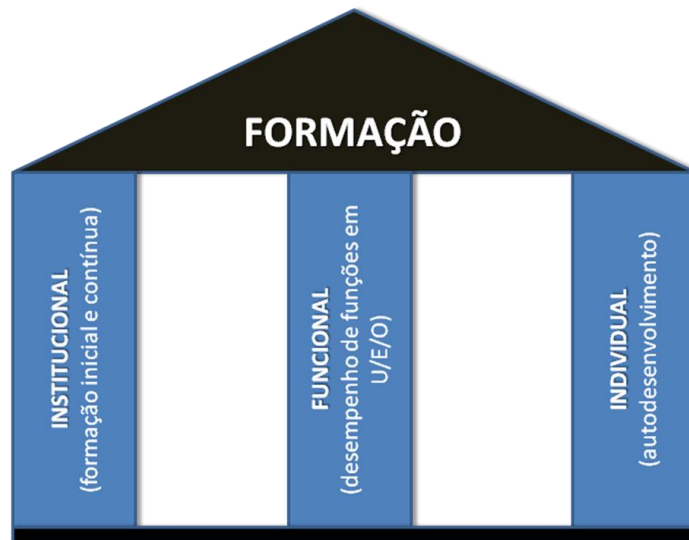 FORMAÇÃO
INSTITUCIONAL
(formação inicial e contínua)
FUNCIONAL
(desempenho de funções em
U/E/O)
INDIVIDUAL
(autodesenvolvimento)